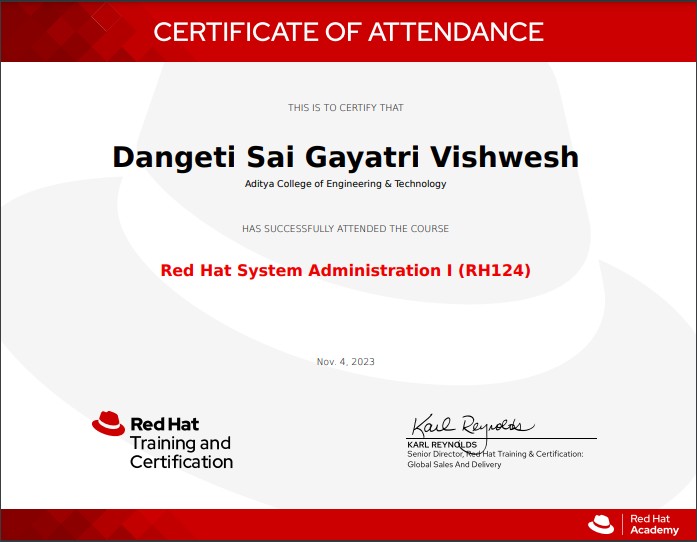 CERTIFICATE OF ATTENDANCE
THIS IS TO CERTIFY THAT
Dangeti Sai Gayatri Vishwesh
Aditya College of Engineering & Technology
HAS SUCCESSFULLY ATTENDED THE COURSE
Red Hat System Administration I (RH124)
Nov. 4, 2023
Red Hat
Training and
Certification
Karl Reynolds
KARL REYNOLDS
Senior Director, Red Hat Training & Certification:
Global Sales And Delivery
Red Hat
Academy